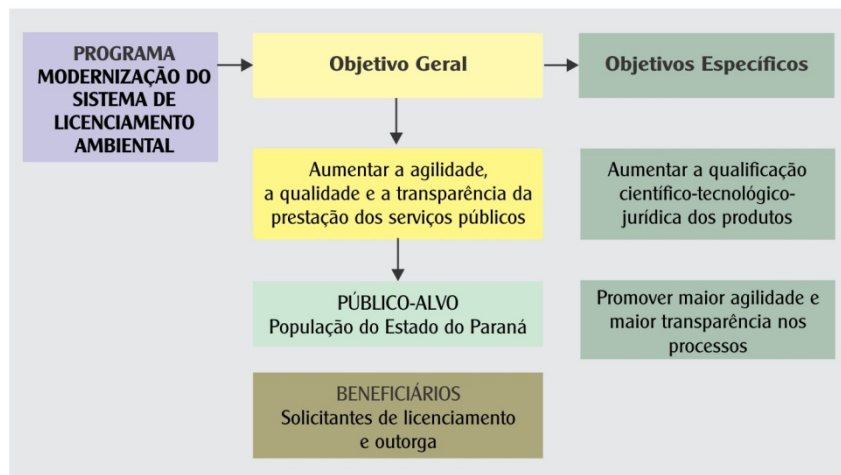 PROGRAMA
MODERNIZAÇÃO DO
SISTEMA DE
LICENCIAMENTO
AMBIENTAL
Objetivo Geral
Objetivos Específicos
Aumentar a agilidade,
a qualidade e a transparência da
prestação dos serviços públicos
Aumentar a qualificação
científico-tecnológico-
jurídica dos produtos
PÚBLICO-ALVO
População do Estado do Paraná
Promover maior agilidade e
maior transparência nos
processos
BENEFICIÁRIOS
Solicitantes de licenciamento
e outorga